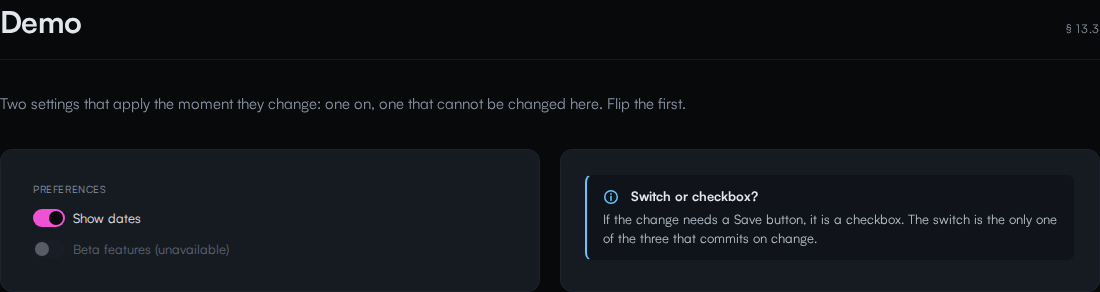 Demo
§ 13.3
Two settings that apply the moment they change: one on, one that cannot be changed here. Flip the first.
PREFERENCES
Show dates
Beta features (unavailable)
Switch or checkbox?
If the change needs a Save button, it is a checkbox. The switch is the only one
of the three that commits on change.